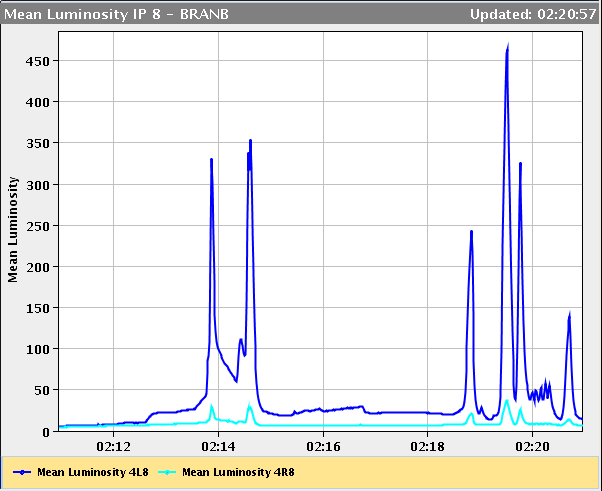 Mean Luminosity IP 8 - BRANB Updated: 02:20:57
450
400
350
300
250
200
150
100
50
0
Mean Luminosity
02:12 02:14 02:16 02:18 02:20
Mean Luminosity 4L8 Mean Luminosity 4R8